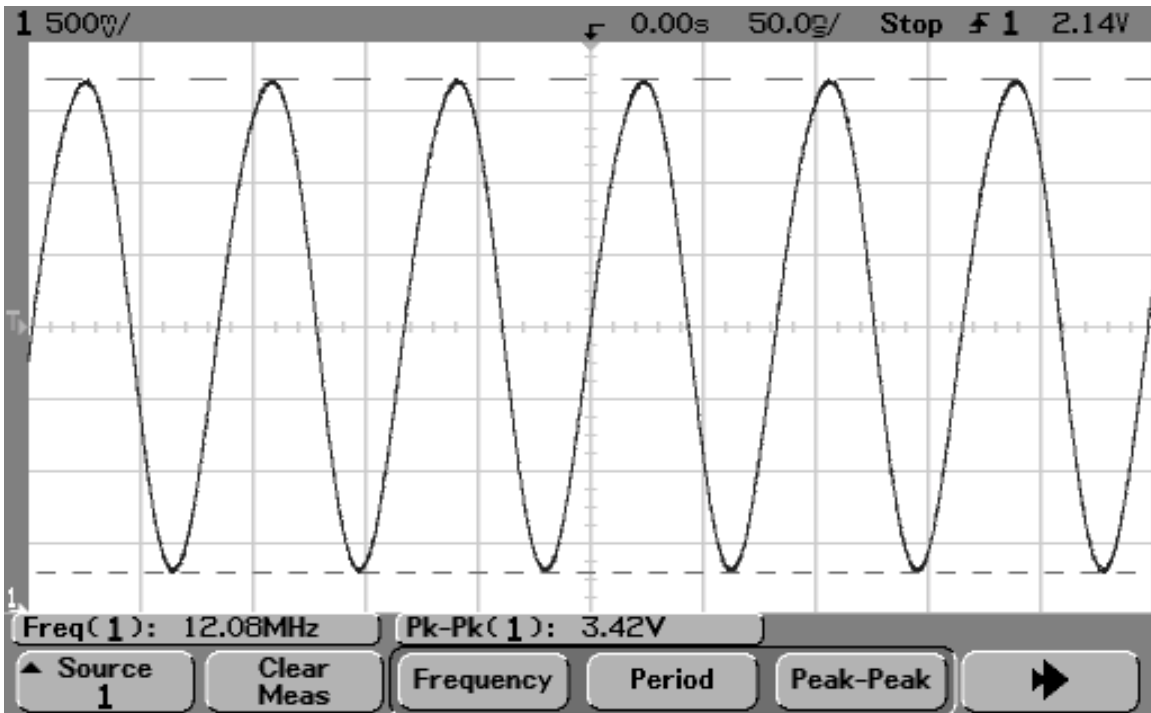 1 500mV/ 0.00s 50.0ns/ Stop 1 2.14V
T
1
Freq(1): 12.08MHz Pk-Pk(1): 3.42V
Source
1
Clear
Meas
Frequency
Period
Peak-Peak